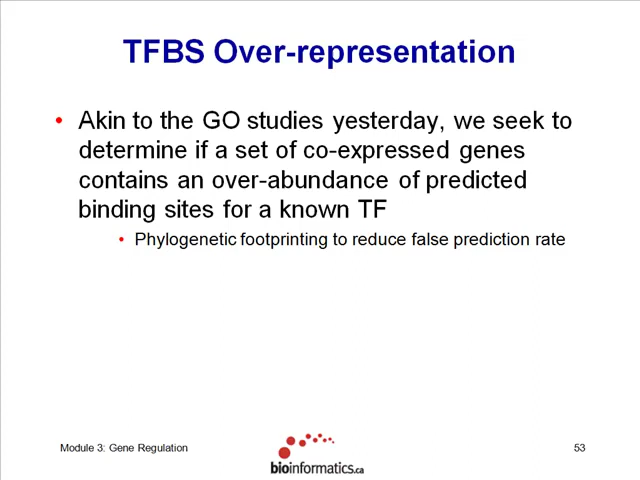 TFBS Over-representation
• Akin to the GO studies yesterday, we seek to
determine if a set of co-expressed genes
contains an over-abundance of predicted
binding sites for a known TF
• Phylogenetic footprinting to reduce false prediction rate
Module 3: Gene Regulation
bioinformatics.ca
53